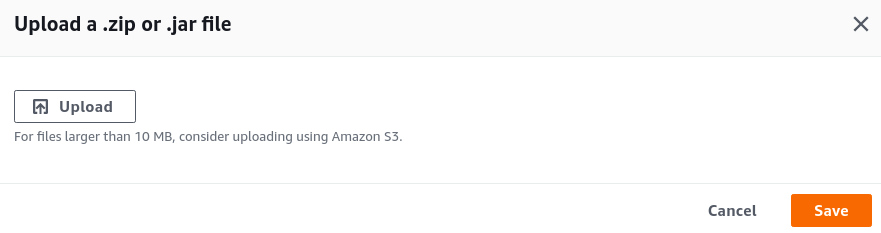 Upload a .zip or .jar file
Upload
For files larger than 10 MB, consider uploading using Amazon S3.
Cancel
Save